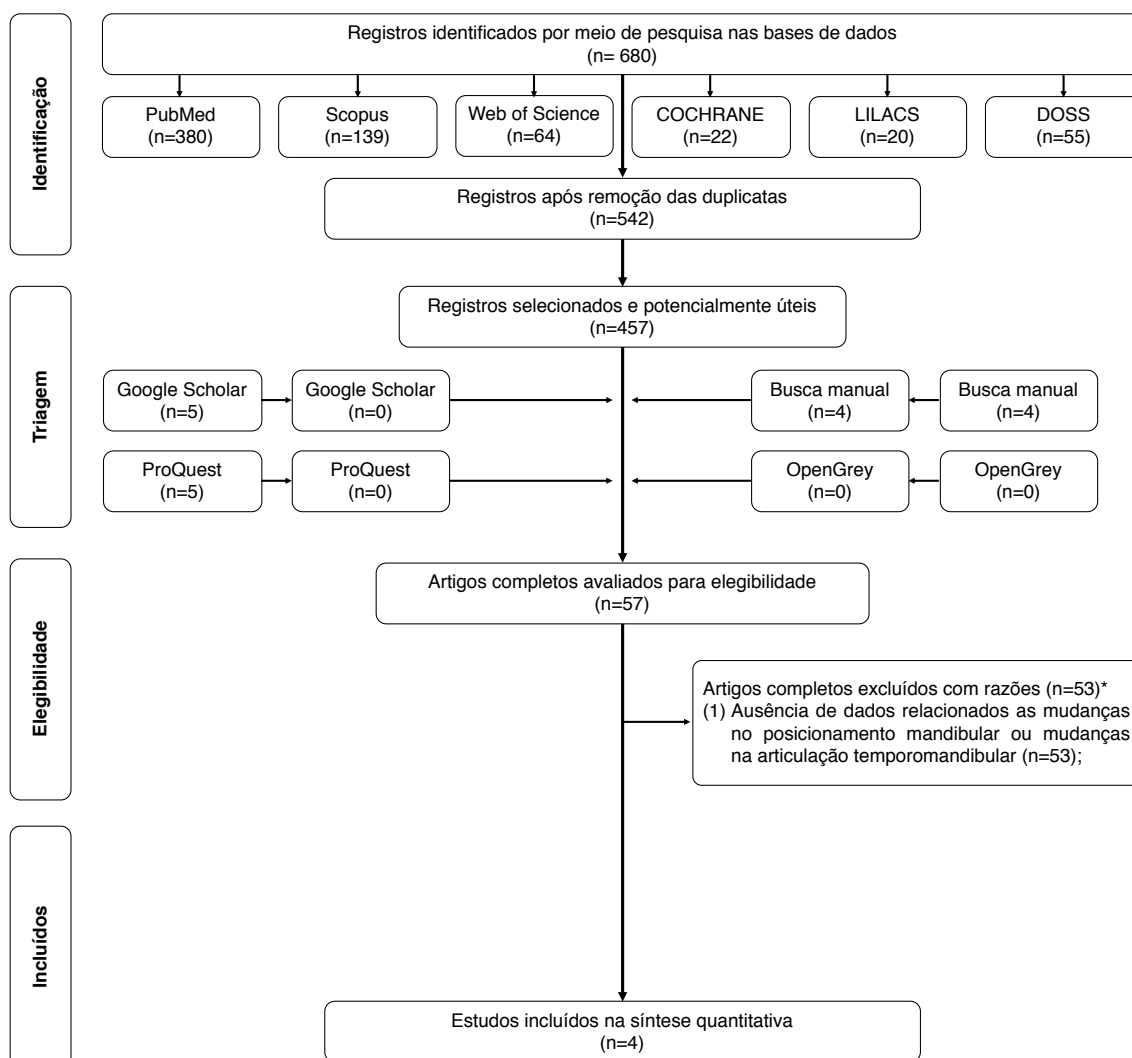 Identificação
Registros identificados por meio de pesquisa nas bases de dados
(n= 680)
PubMed
(n=380)
Scopus
(n=139)
Web of Science
(n=64)
COCHRANE
(n=22)
LILACS
(n=20)
DOSS
(n=55)
Registros após remoção das duplicatas
(n=542)
Triagem
Registros selecionados e potencialmente úteis
(n=457)
Google Scholar
(n=5)
Google Scholar
(n=0)
Busca manual
(n=4)
Busca manual
(n=4)
ProQuest
(n=5)
ProQuest
(n=0)
OpenGrey
(n=0)
OpenGrey
(n=0)
Elegibilidade
Artigos completos avaliados para elegibilidade
(n=57)
Artigos completos excluídos com razões (n=53)*
(1) Ausência de dados relacionados as mudanças
no posicionamento mandibular ou mudanças
na articulação temporomandibular (n=53);
Incluídos
Estudos incluídos na síntese quantitativa
(n=4)